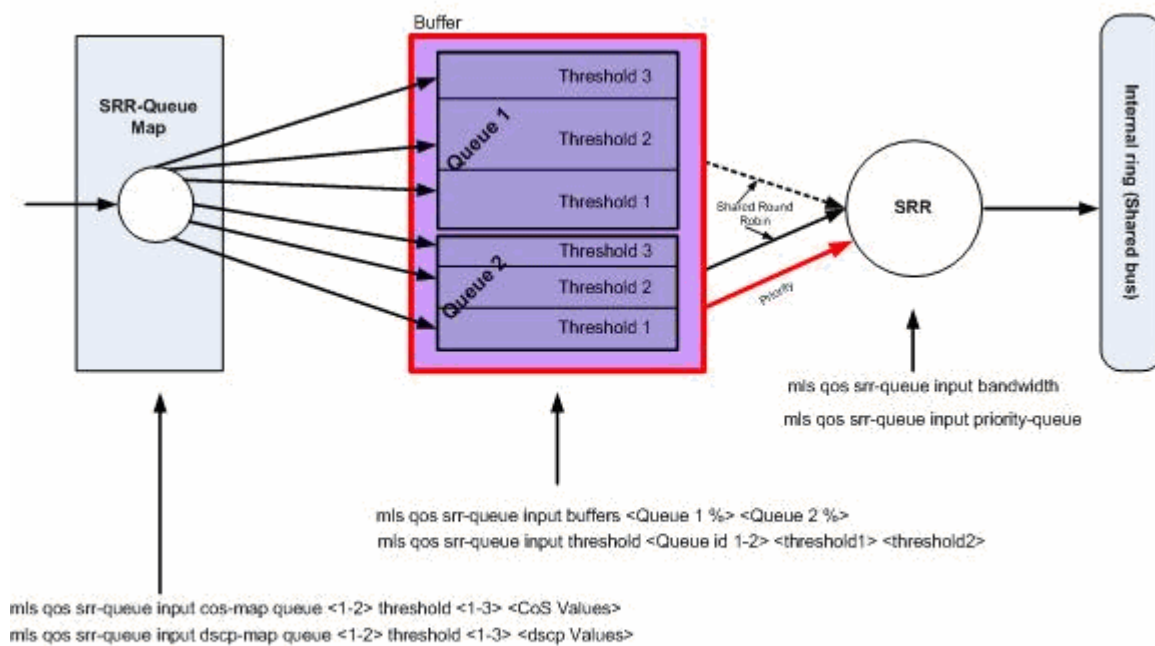 Buffer
SRR-Queue
Map
Threshold 3
Threshold 2
Threshold 1
Queue 1
Threshold 3
Threshold 2
Threshold 1
Queue 2
Shared Round
Robin
Priority
SRR
Internal ring (Shared bus)
mls qos srr-queue input bandwidth
mls qos srr-queue input priority-queue
mls qos srr-queue input buffers <Queue 1 %> <Queue 2 %>
mls qos srr-queue input threshold <Queue id 1-2> <threshold1> <threshold2>
mls qos srr-queue input cos-map queue <1-2> threshold <1-3> <CoS Values>
mls qos srr-queue input dscp-map queue <1-2> threshold <1-3> <dscp Values>